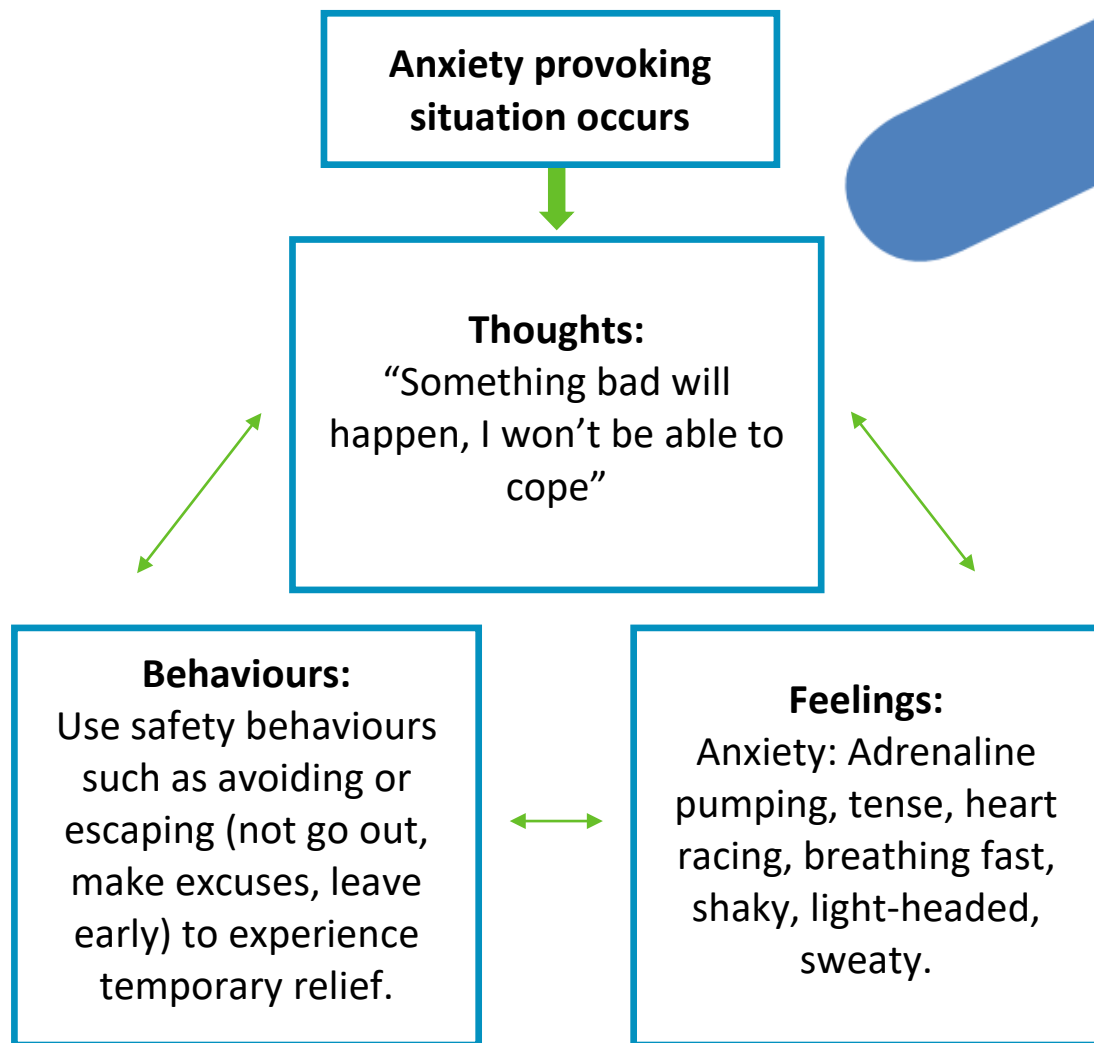 Anxiety provoking
situation occurs
Thoughts:
“Something bad will
happen, I won’t be able to
cope”
Behaviours:
Use safety behaviours
such as avoiding or
escaping (not go out,
make excuses, leave
early) to experience
temporary relief.
Feelings:
Anxiety: Adrenaline
pumping, tense, heart
racing, breathing fast,
shaky, light-headed,
sweaty.